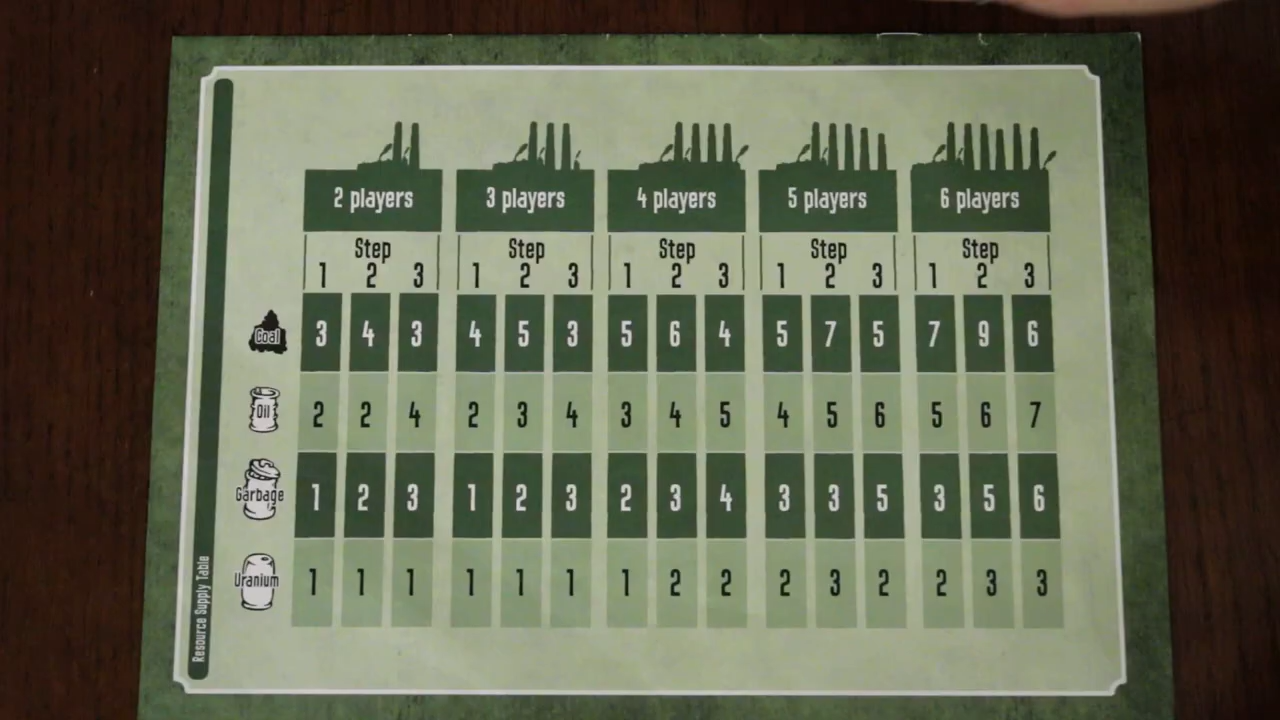 2 players 3 players 4 players 5 players 6 players
Step Step Step Step Step
1 2 3 1 2 3 1 2 3 1 2 3 1 2 3
Coal 3 4 3 4 5 3 5 6 4 5 7 5 7 9 6
Oil 2 2 4 2 3 4 3 4 5 4 5 6 5 6 7
Garbage 1 2 3 1 2 3 2 3 4 3 3 5 3 5 6
Uranium 1 1 1 1 1 1 1 2 2 2 3 2 2 3 3
Resource Supply Table